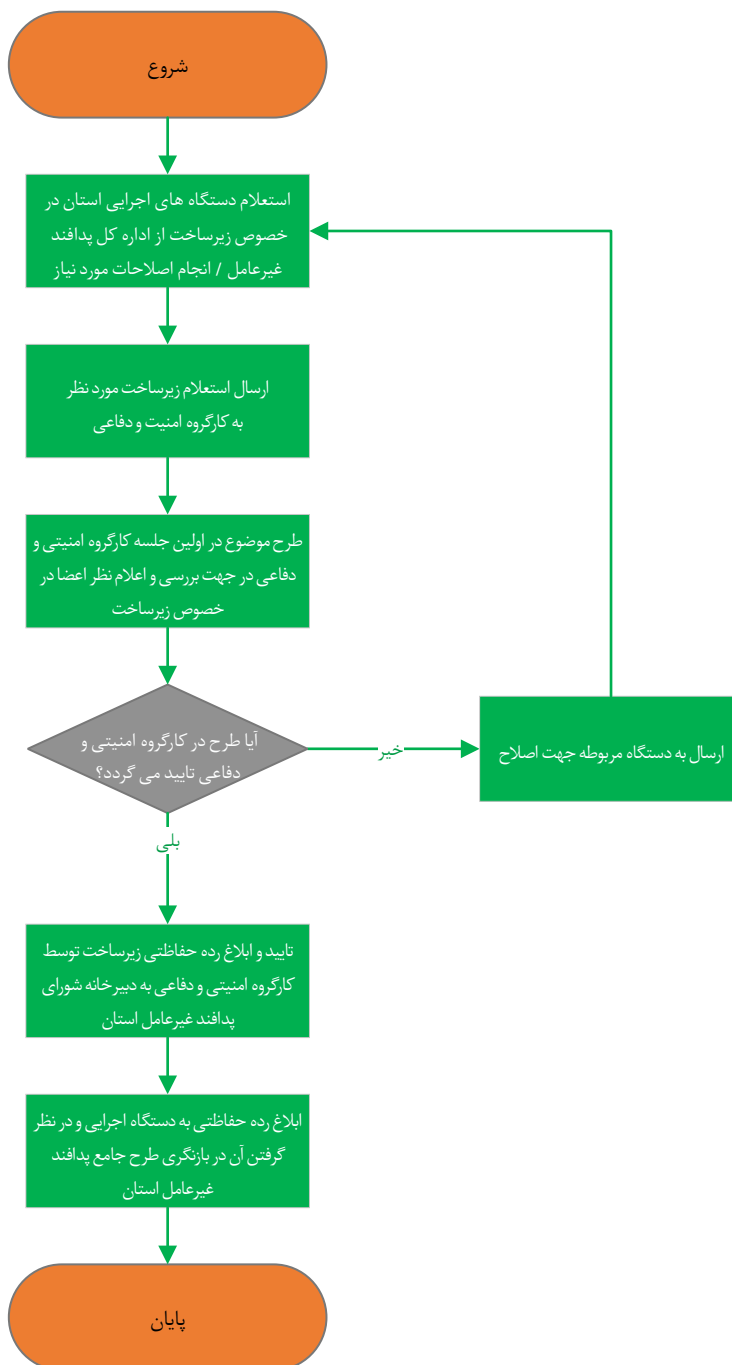 شروع
استعلام دستگاه های اجرایی استان در
خصوص زیرساخت از اداره کل پدافند
غیرعامل / انجام اصلاحات مورد نیاز
ارسال استعلام زیرساخت مورد نظر
به کارگروه امنیت و دفاعی
طرح موضوع در اولین جلسه کارگروه امنیتی و
دفاعی در جهت بررسی و اعلام نظر اعضا در
خصوص زیرساخت
آیا طرح در کارگروه امنیتی و
دفاعی تایید می گردد؟
خیر
ارسال به دستگاه مربوطه جهت اصلاح
بلی
تایید و ابلاغ رده حفاظتی زیرساخت توسط
کارگروه امنیتی و دفاعی به دبیرخانه شورای
پدافند غیرعامل استان
ابلاغ رده حفاظتی به دستگاه اجرایی و در نظر
گرفتن آن در بازنگری طرح جامع پدافند
غیرعامل استان
پایان